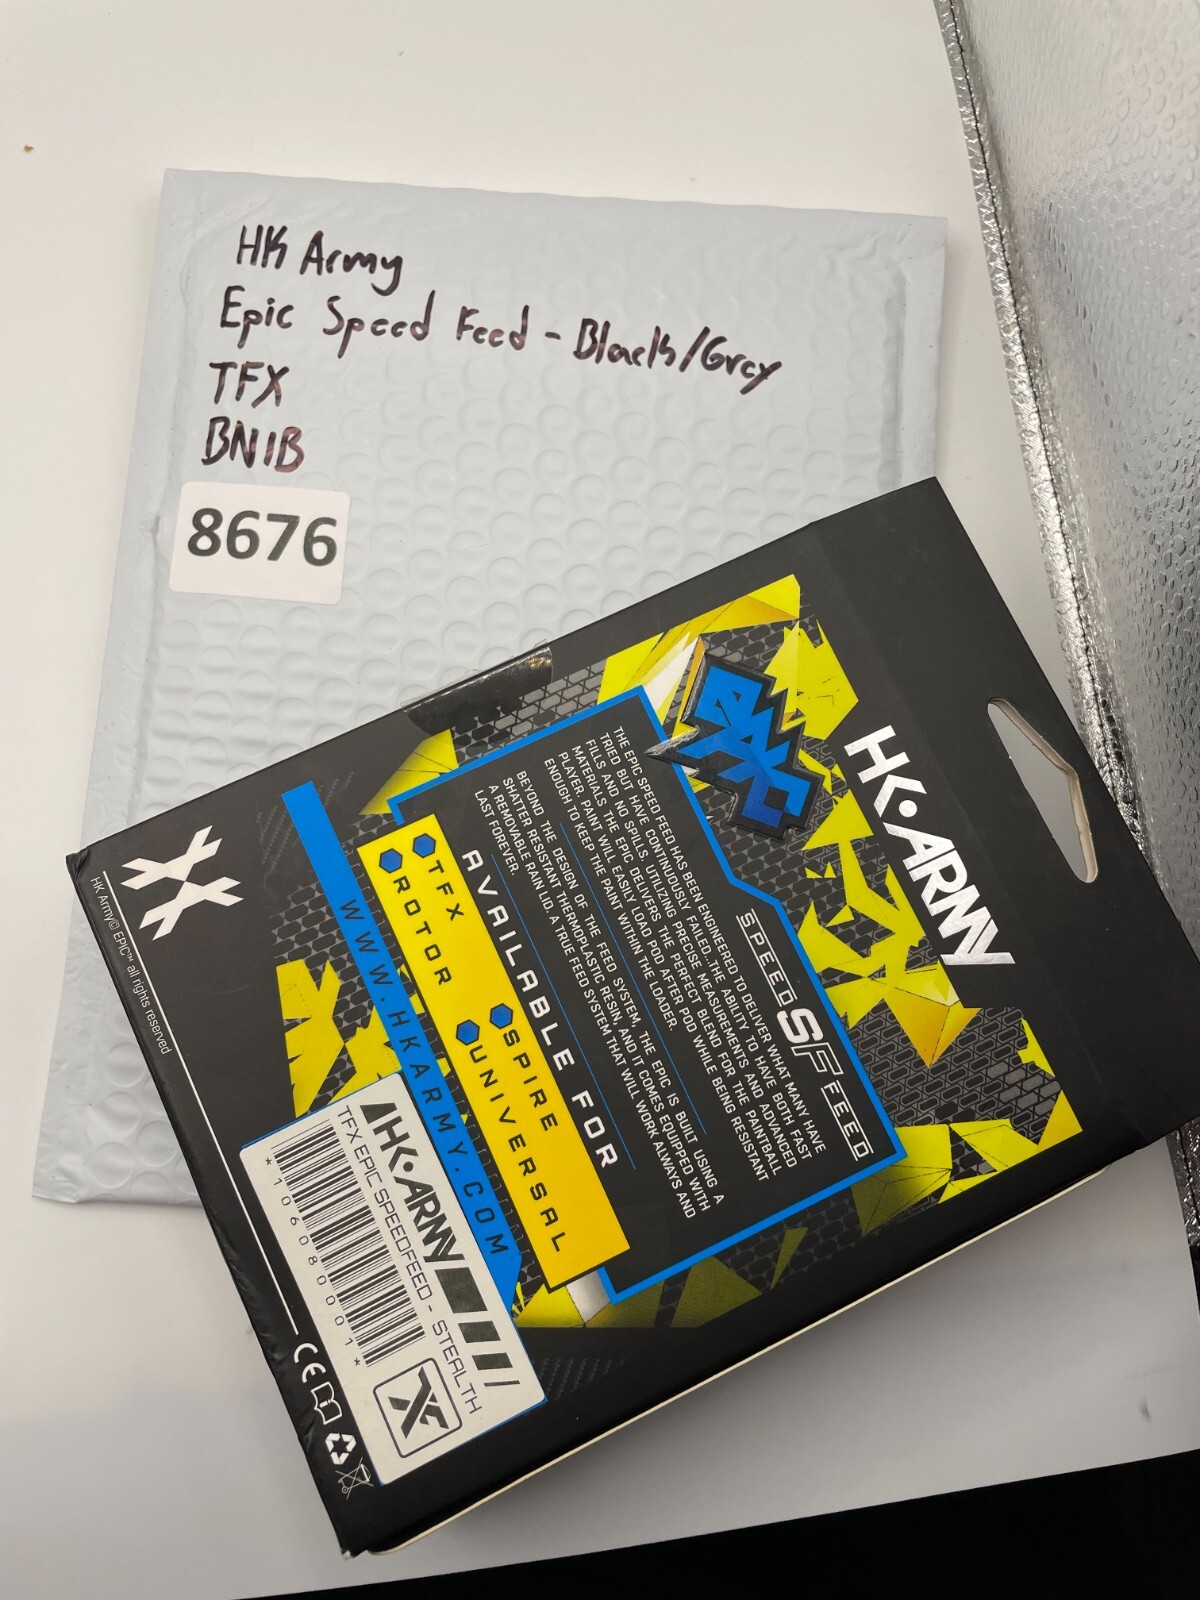 HK Army
Epic Speed Feed - Black/Grey
TFX
BNIB
8676
HK·ARMY
EPIC
SPEED SF FEED
THE EPIC SPEED FEED HAS BEEN ENGINEERED TO DELIVER WHAT MANY HAVE
TRIED BUT HAVE CONTINUOUSLY FAILED...THE ABILITY TO HAVE BOTH FAST
FILLS AND NO SPILLS. UTILIZING PRECISE MEASUREMENTS AND ADVANCED
MATERIALS THE EPIC DELIVERS THE PERFECT BLEND FOR THE PAINTBALL
PLAYER. PAINT WILL EASILY LOAD POD AFTER POD WHILE BEING RESISTANT
ENOUGH TO KEEP THE PAINT WITHIN THE LOADER.
BEYOND THE DESIGN OF THE FEED SYSTEM, THE EPIC IS BUILT USING A
SHATTER RESISTANT THERMOPLASTIC RESIN, AND IT COMES EQUIPPED WITH
A REMOVABLE RAIN LID. A TRUE FEED SYSTEM THAT WILL WORK ALWAYS AND
LAST FOREVER.
AVAILABLE FOR
TFX SPIRE
ROTOR UNIVERSAL
WWW.HKARMY.COM
HK·ARMY
TFX EPIC SPEEDFEED - STEALTH
*106080001*
HK Army© EPIC™ all rights reserved
CE